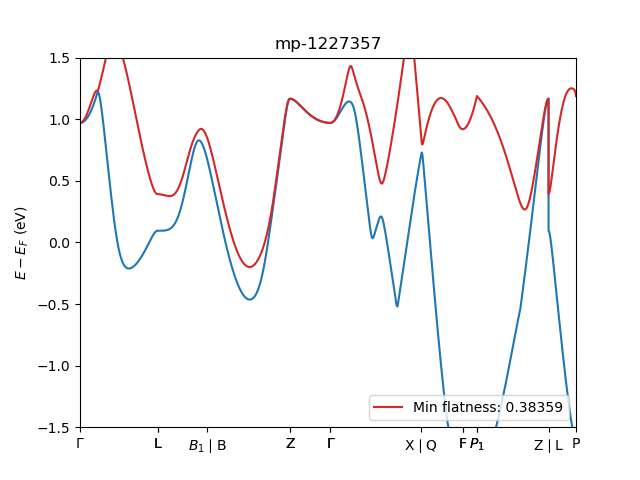 mp-1227357
E − E_F (eV)
1.5
1.0
0.5
0.0
−0.5
−1.0
−1.5
Min flatness: 0.38359
Γ L B₁ | B Z Γ X | Q F P₁ Z | L P